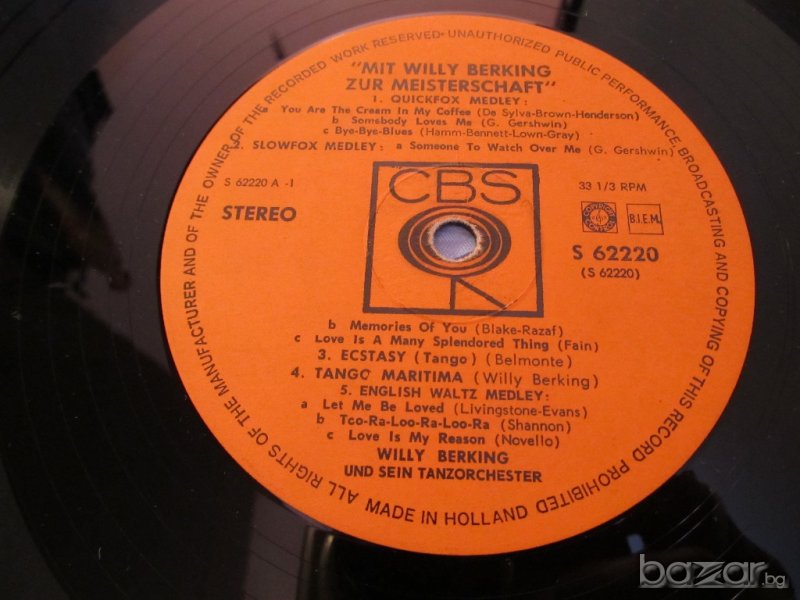 ALL RIGHTS OF THE MANUFACTURER AND OF THE OWNER OF THE RECORDED WORK RESERVED · UNAUTHORIZED PUBLIC PERFORMANCE, BROADCASTING AND COPYING OF THIS RECORD PROHIBITED
"MIT WILLY BERKING
ZUR MEISTERSCHAFT"
1. QUICKFOX MEDLEY:
a You Are The Cream In My Coffee (De Sylva-Brown-Henderson)
b Somebody Loves Me (G. Gershwin)
c Bye-Bye-Blues (Hamm-Bennett-Lown-Gray)
2. SLOWFOX MEDLEY: a Someone To Watch Over Me (G. Gershwin)
S 62220 A -1
CBS
33 1/3 RPM
STEREO
COPYRIGHT CONTROL
B.I.E.M.
S 62220
(S 62220)
b Memories Of You (Blake-Razaf)
c Love Is A Many Splendored Thing (Fain)
3. ECSTASY (Tango) (Belmonte)
4. TANGO MARITIMA (Willy Berking)
5. ENGLISH WALTZ MEDLEY:
a Let Me Be Loved (Livingstone-Evans)
b Too-Ra-Loo-Ra-Loo-Ra (Shannon)
c Love Is My Reason (Novello)
WILLY BERKING
UND SEIN TANZORCHESTER
MADE IN HOLLAND
bazar.bg